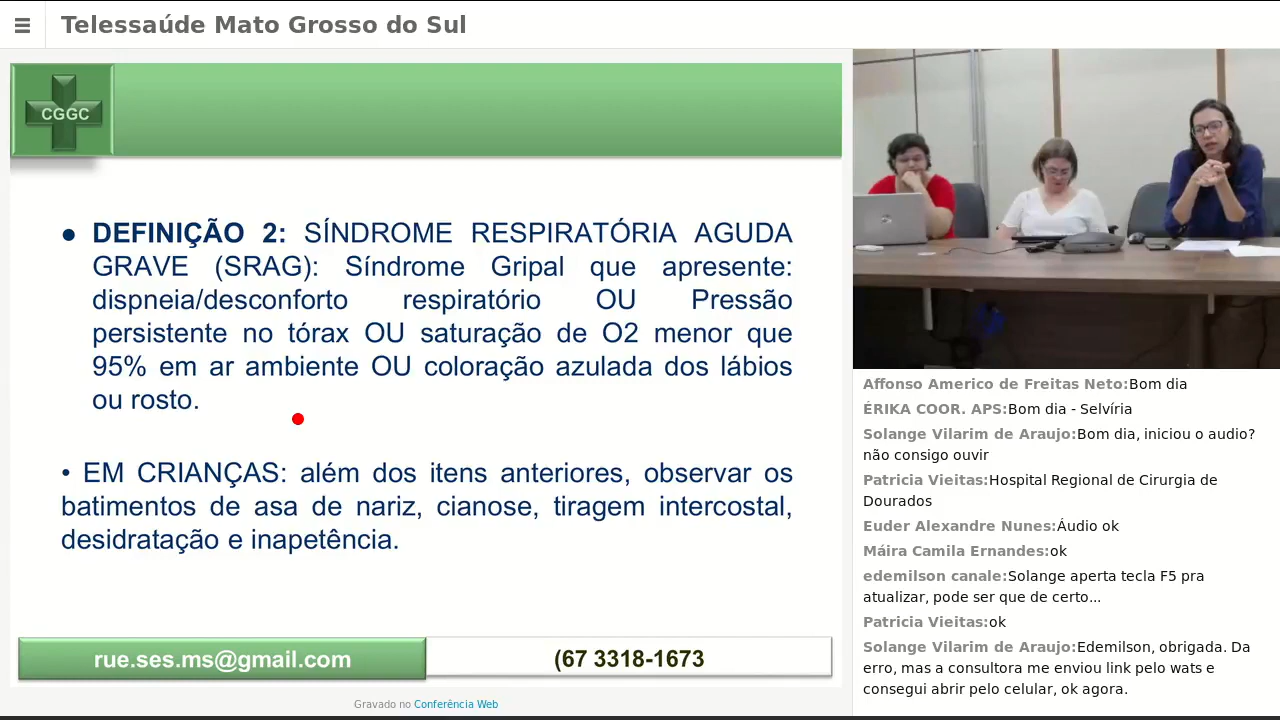 Telessaúde Mato Grosso do Sul
CGGC
● DEFINIÇÃO 2: SÍNDROME RESPIRATÓRIA AGUDA
GRAVE (SRAG): Síndrome Gripal que apresente:
dispneia/desconforto respiratório OU Pressão
persistente no tórax OU saturação de O2 menor que
95% em ar ambiente OU coloração azulada dos lábios
ou rosto.
• EM CRIANÇAS: além dos itens anteriores, observar os
batimentos de asa de nariz, cianose, tiragem intercostal,
desidratação e inapetência.
rue.ses.ms@gmail.com
(67 3318-1673
Gravado no Conferência Web
Affonso Americo de Freitas Neto:Bom dia
ÉRIKA COOR. APS:Bom dia - Selvíria
Solange Vilarim de Araujo:Bom dia, iniciou o audio?
não consigo ouvir
Patricia Vieitas:Hospital Regional de Cirurgia de
Dourados
Euder Alexandre Nunes:Áudio ok
Máira Camila Ernandes:ok
edemilson canale:Solange aperta tecla F5 pra
atualizar, pode ser que de certo...
Patricia Vieitas:ok
Solange Vilarim de Araujo:Edemilson, obrigada. Da
erro, mas a consultora me enviou link pelo wats e
consegui abrir pelo celular, ok agora.